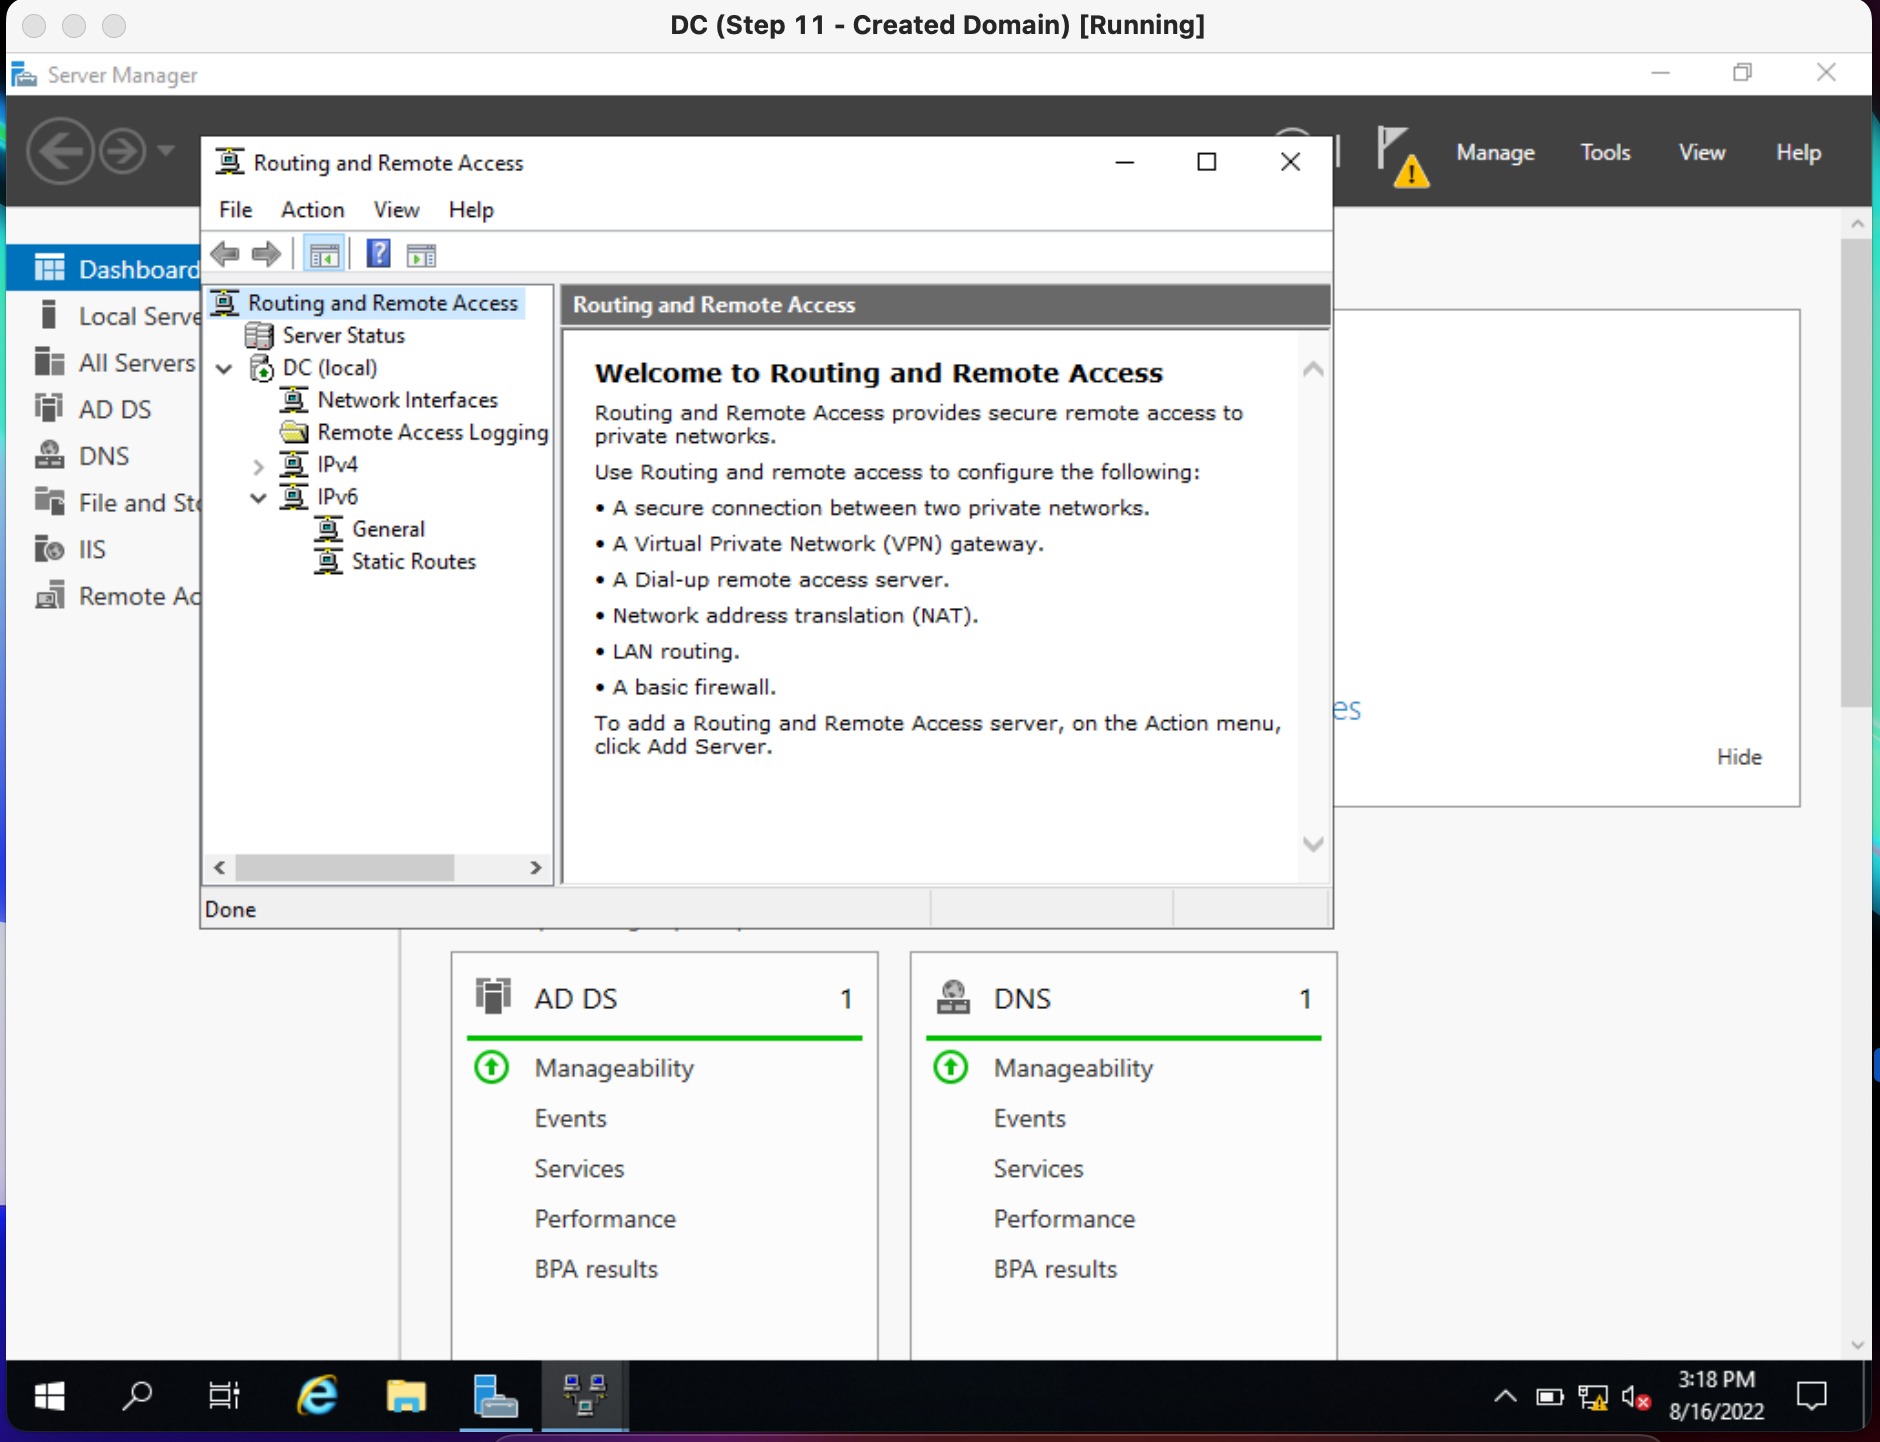 DC (Step 11 - Created Domain) [Running]
Server Manager
Manage
Tools
View
Help
Routing and Remote Access
File
Action
View
Help
Dashboard
Local Serve
All Servers
AD DS
DNS
File and Sto
IIS
Remote Ac
Routing and Remote Access
Server Status
DC (local)
Network Interfaces
Remote Access Logging
IPv4
IPv6
General
Static Routes
Routing and Remote Access
Welcome to Routing and Remote Access
Routing and Remote Access provides secure remote access to
private networks.
Use Routing and remote access to configure the following:
• A secure connection between two private networks.
• A Virtual Private Network (VPN) gateway.
• A Dial-up remote access server.
• Network address translation (NAT).
• LAN routing.
• A basic firewall.
To add a Routing and Remote Access server, on the Action menu,
click Add Server.
es
Hide
Done
AD DS 1
Manageability
Events
Services
Performance
BPA results
DNS 1
Manageability
Events
Services
Performance
BPA results
3:18 PM
8/16/2022